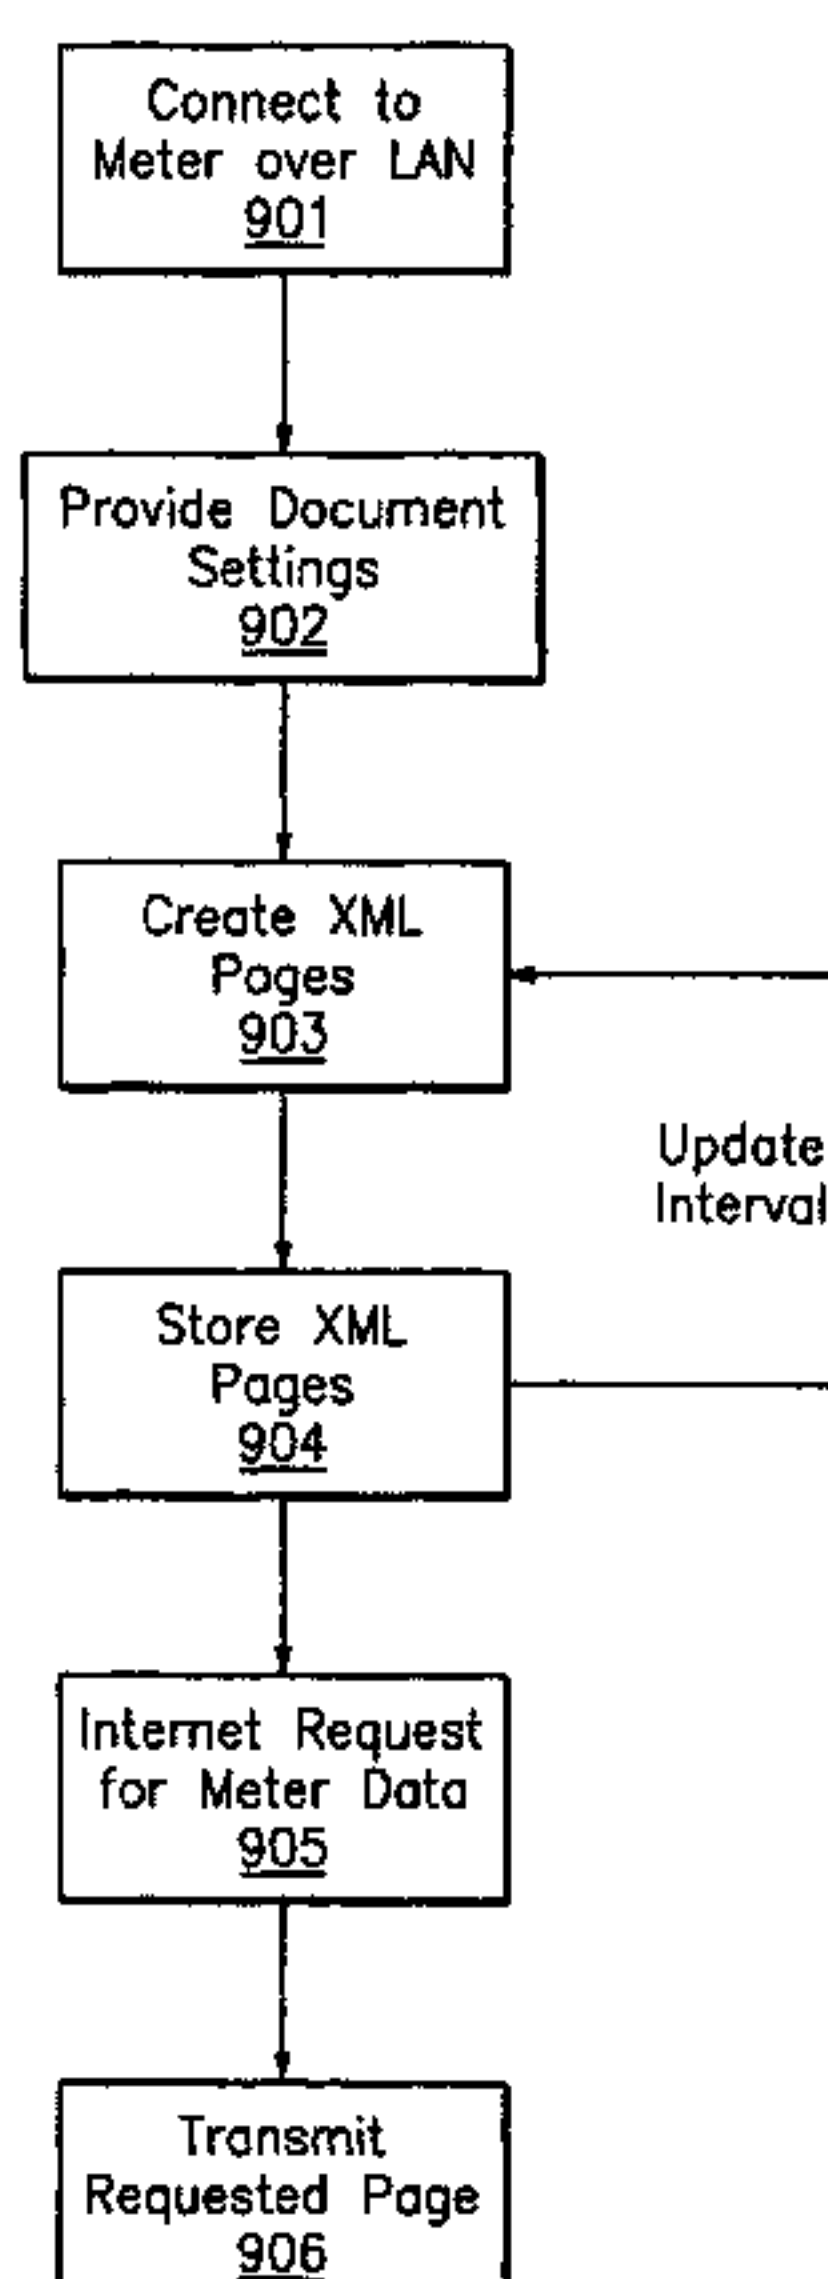 Connect to
Meter over LAN
901
Provide Document
Settings
902
Create XML
Pages
903
Update
Interval
Store XML
Pages
904
Internet Request
for Meter Data
905
Transmit
Requested Page
906